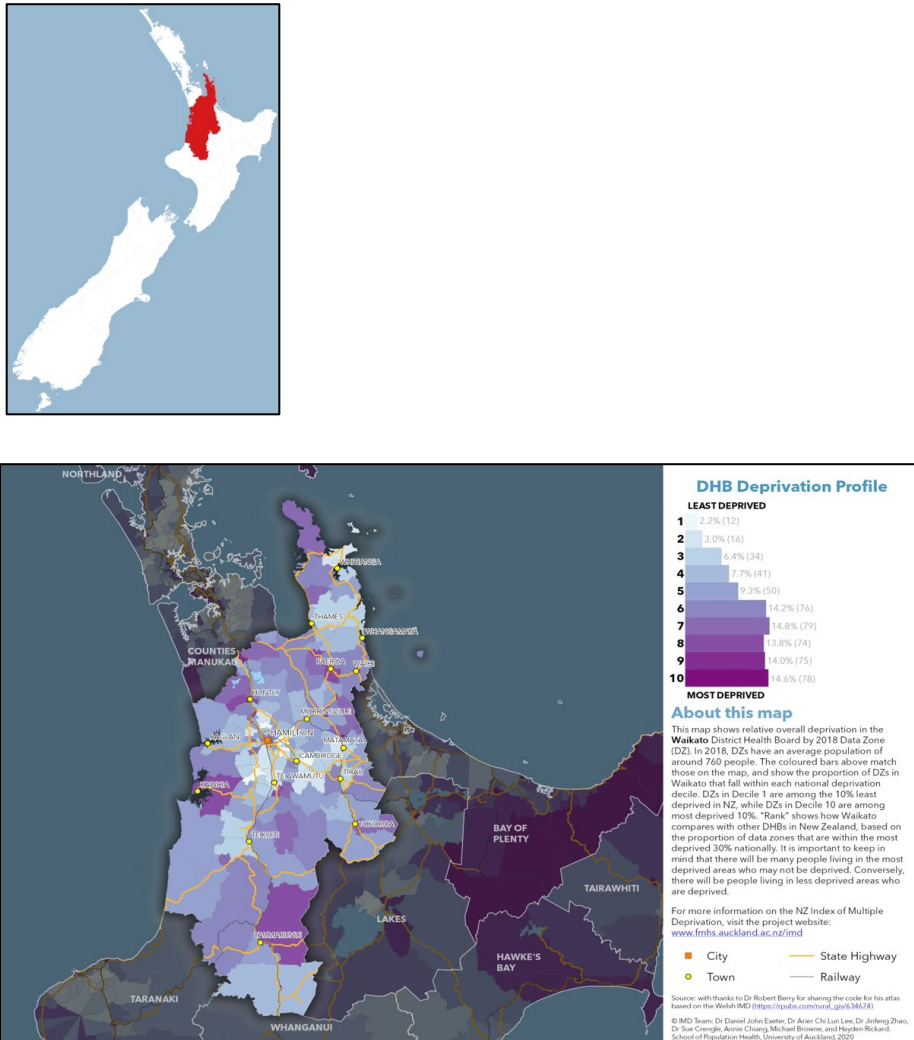 NORTHLAND
WHITIANGA
THAMES
WHANGAMATĀ
COUNTIES
MANUKAU
PAEROA
WAIHI
HUNTLY
MORRINSVILLE
RAGLAN
HAMILTON
MATAMATA
CAMBRIDGE
TE AWAMUTU
TIRAU
KAWHIA
TOKOROA
TE KUITI
BAY OF
PLENTY
TAIRAWHITI
LAKES
TAUMARUNUI
HAWKE'S
BAY
TARANAKI
WHANGANUI
DHB Deprivation Profile
LEAST DEPRIVED
1 2.2% (12)
2 3.0% (16)
3 6.4% (34)
4 7.7% (41)
5 9.3% (50)
6 14.2% (76)
7 14.8% (79)
8 13.8% (74)
9 14.0% (75)
10 14.6% (78)
MOST DEPRIVED
About this map
This map shows relative overall deprivation in the
Waikato District Health Board by 2018 Data Zone
(DZ). In 2018, DZs have an average population of
around 760 people. The coloured bars above match
those on the map, and show the proportion of DZs in
Waikato that fall within each national deprivation
decile. DZs in Decile 1 are among the 10% least
deprived in NZ, while DZs in Decile 10 are among
most deprived 10%. "Rank" shows how Waikato
compares with other DHBs in New Zealand, based on
the proportion of data zones that are within the most
deprived 30% nationally. It is important to keep in
mind that there will be many people living in the most
deprived areas who may not be deprived. Conversely,
there will be people living in less deprived areas who
are deprived.
For more information on the NZ Index of Multiple
Deprivation, visit the project website:
www.fmhs.auckland.ac.nz/imd
City
State Highway
Town
Railway
Source: with thanks to Dr Robert Berry for sharing the code for his atlas
based on the Welsh IMD (https://rpubs.com/rural_gis/634674)
© IMD Team: Dr Daniel John Exeter, Dr Arier Chi Lun Lee, Dr Jinfeng Zhao,
Dr Sue Crengle, Annie Chiang, Michael Browne, and Hayden Rickard.
School of Population Health, University of Auckland, 2020